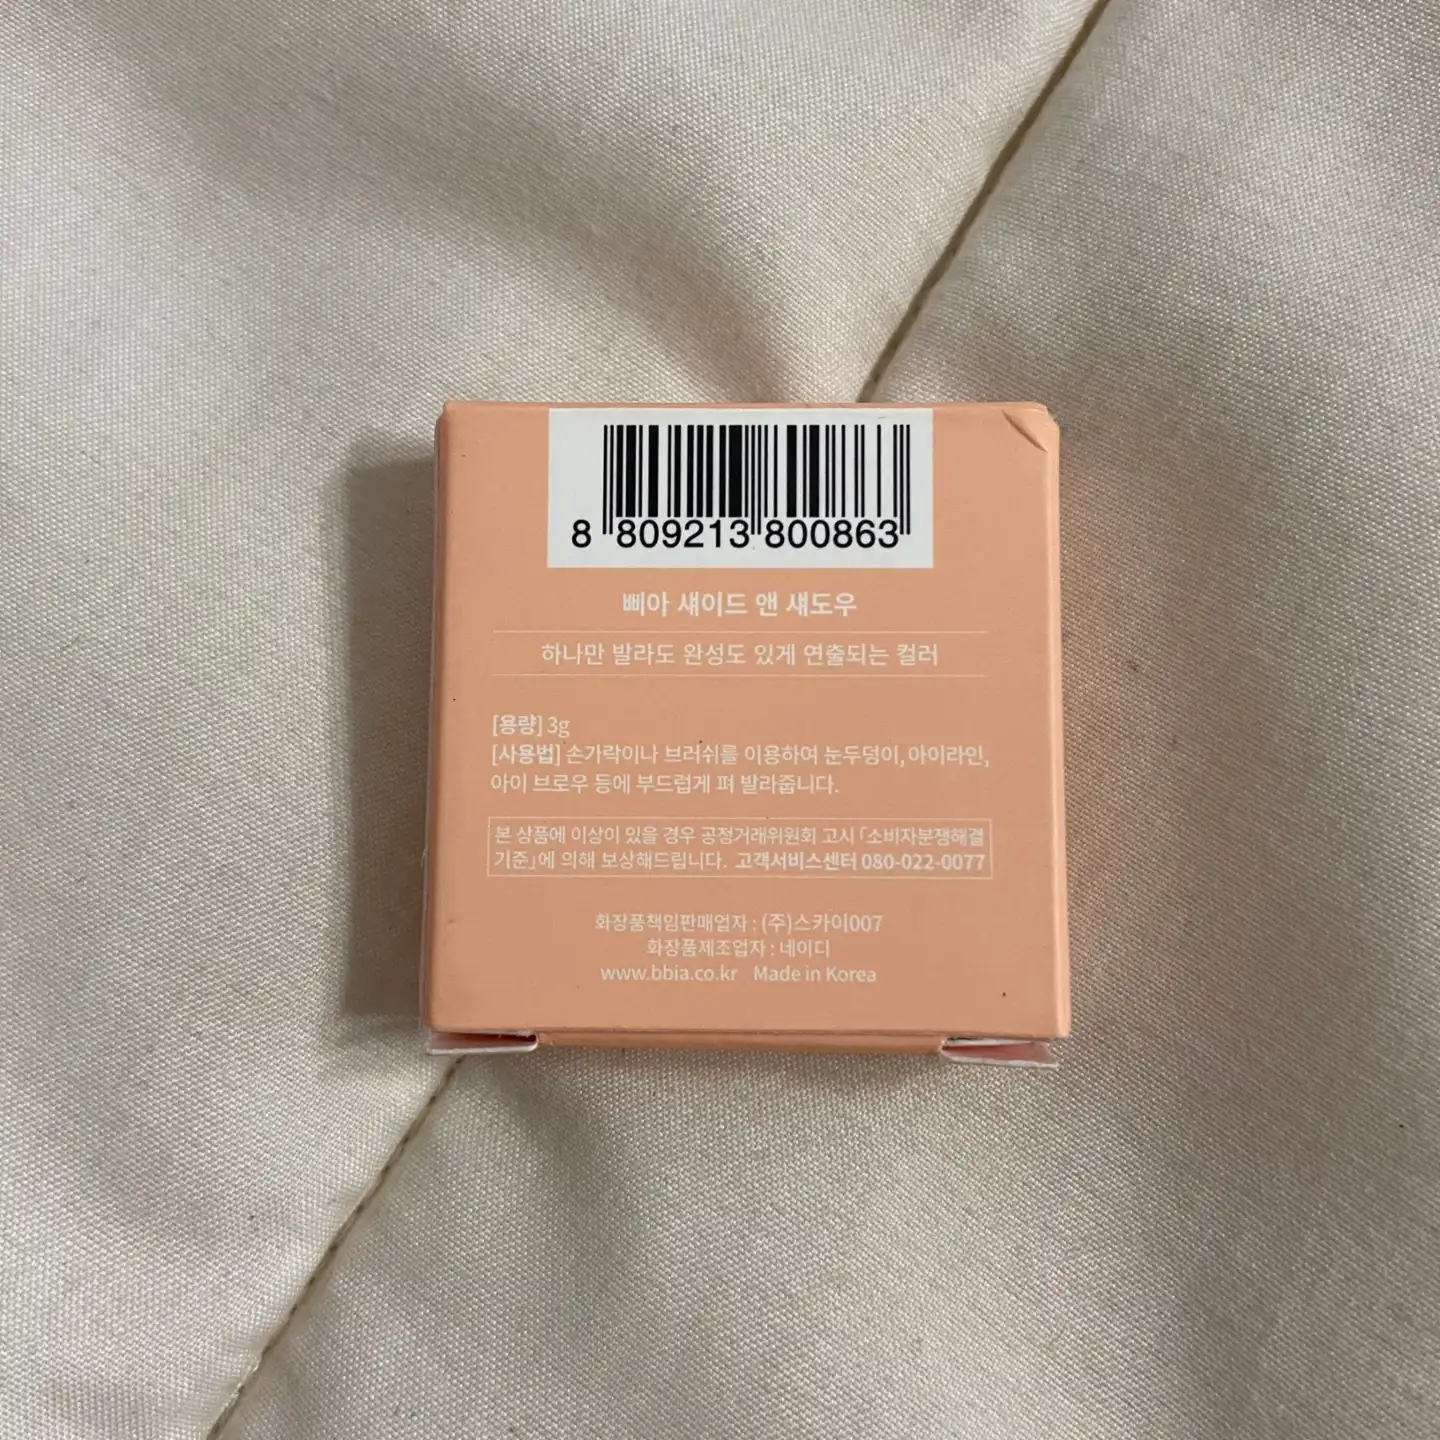 8 809213 800863
삐아 섀이드 앤 섀도우
하나만 발라도 완성도 있게 연출되는 컬러
[용량] 3g
[사용법] 손가락이나 브러쉬를 이용하여 눈두덩이, 아이라인,
아이 브로우 등에 부드럽게 펴 발라줍니다.
본 상품에 이상이 있을 경우 공정거래위원회 고시 「소비자분쟁해결
기준」에 의해 보상해드립니다. 고객서비스센터 080-022-0077
화장품책임판매업자 : (주)스카이007
화장품제조업자 : 네이디
www.bbia.co.kr Made in Korea